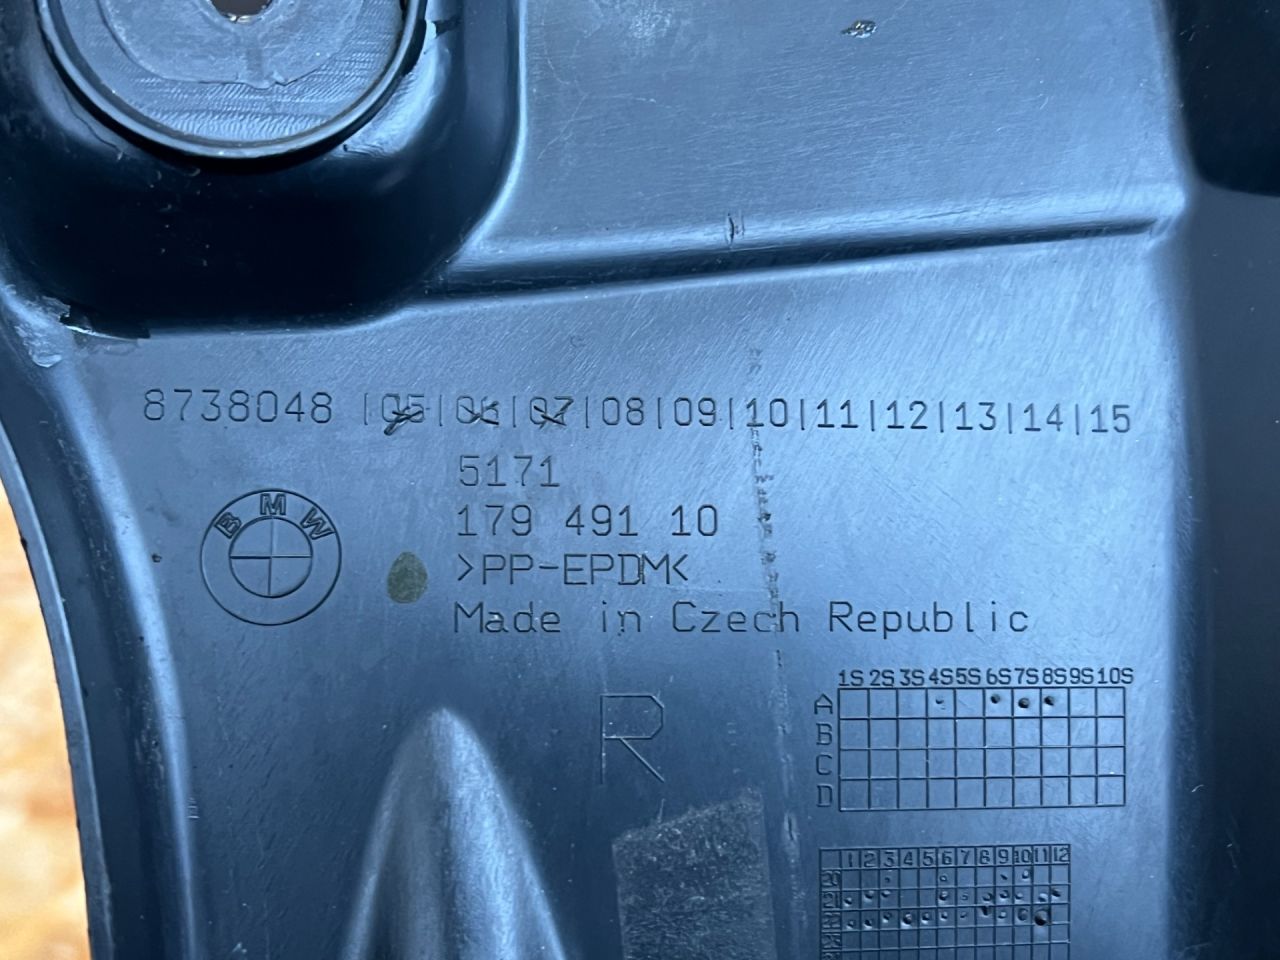 8738048 |05|06|07|08|09|10|11|12|13|14|15
5171
179 491 10
>PP-EPDM<
Made in Czech Republic
BMW
R
1S 2S 3S 4S 5S 6S 7S 8S 9S 10S
A
B
C
D
1 2 3 4 5 6 7 8 9 10 11 12
20
21